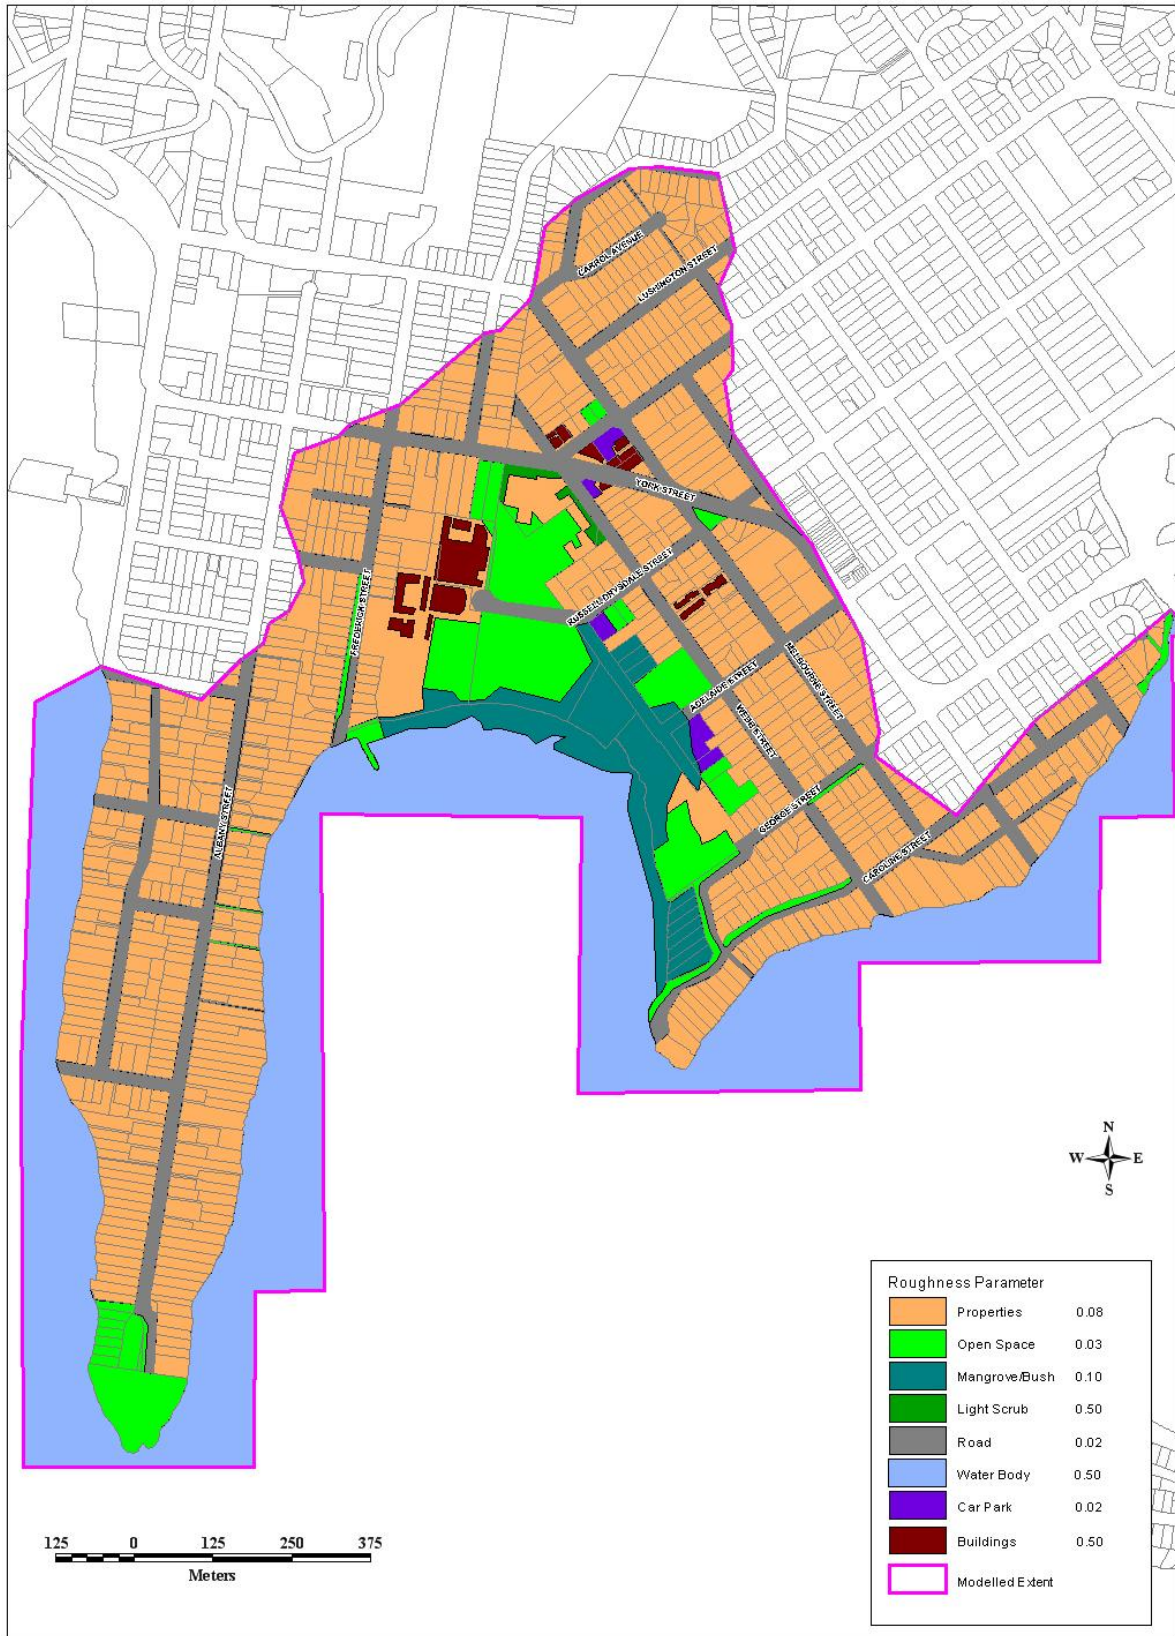 CARROL AVENUE
LUSHINGTON STREET
YORK STREET
RUSSELL DRYSDALE STREET
FREDERICK STREET
MELBOURNE STREET
ADELAIDE STREET
WEBB STREET
GEORGE STREET
ALBANY STREET
CAROLINE STREET
N
W E
S
Roughness Parameter
Properties 0.08
Open Space 0.03
Mangrove/Bush 0.10
Light Scrub 0.50
Road 0.02
Water Body 0.50
Car Park 0.02
Buildings 0.50
Modelled Extent
125 0 125 250 375
Meters